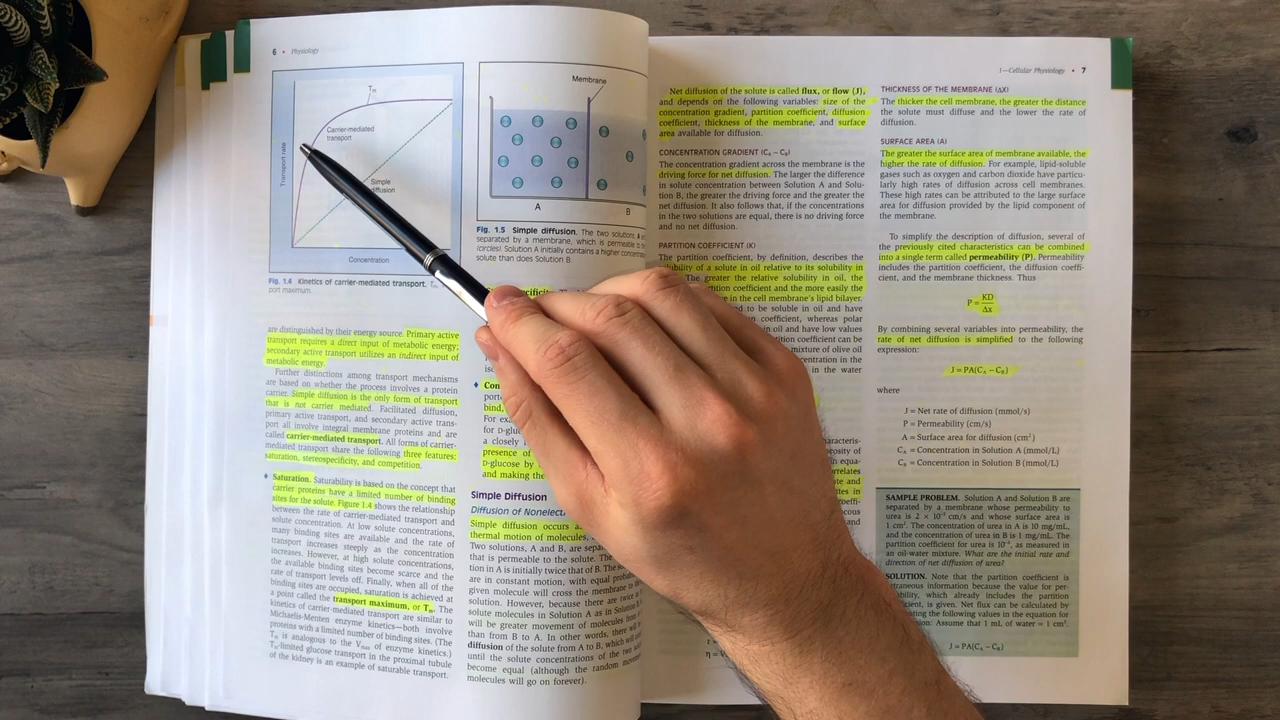 6 • Physiology
Tm
Carrier-mediated
transport
Simple
diffusion
Transport rate
Concentration
Fig. 1.4 Kinetics of carrier-mediated transport. Tm,
port maximum.
are distinguished by their energy source. Primary active
transport requires a direct input of metabolic energy;
secondary active transport utilizes an indirect input of
metabolic energy.
Further distinctions among transport mechanisms
are based on whether the process involves a protein
carrier. Simple diffusion is the only form of transport
that is not carrier mediated. Facilitated diffusion,
primary active transport, and secondary active trans-
port all involve integral membrane proteins and are
called carrier-mediated transport. All forms of carrier-
mediated transport share the following three features:
saturation, stereospecificity, and competition.
♦ Saturation. Saturability is based on the concept that
carrier proteins have a limited number of binding
sites for the solute. Figure 1.4 shows the relationship
between the rate of carrier-mediated transport and
solute concentration. At low solute concentrations,
many binding sites are available and the rate of
transport increases steeply as the concentration
increases. However, at high solute concentrations,
the available binding sites become scarce and the
rate of transport levels off. Finally, when all of the
binding sites are occupied, saturation is achieved at
a point called the transport maximum, or Tm. The
kinetics of carrier-mediated transport are similar to
Michaelis-Menten enzyme kinetics—both involve
proteins with a limited number of binding sites. (The
Tm is analogous to the Vmax of enzyme kinetics.)
Tm-limited glucose transport in the proximal tubule
of the kidney is an example of saturable transport.
Membrane
A
B
Fig. 1.5 Simple diffusion. The two solutions, A
separated by a membrane, which is permeable to
(circles). Solution A initially contains a higher
solute than does Solution B.
♦ Con
port
bind,
For
for D-glu
a closely
presence of
D-glucose by
and making the
Simple Diffusion
Diffusion of Nonelect
Simple diffusion occurs as
thermal motion of molecules,
Two solutions, A and B, are sepa
that is permeable to the solute. The
tion in A is initially twice that of B. The
are in constant motion, with equal
given molecule will cross the membrane to
solution. However, because there are twice
solute molecules in Solution A as in Solution B
will be greater movement of molecules from
than from B to A. In other words, there will
diffusion of the solute from A to B, which will
until the solute concentrations of the two
become equal (although the random
molecules will go on forever).
1—Cellular Physiology • 7
Net diffusion of the solute is called flux, or flow (J),
and depends on the following variables: size of the
concentration gradient, partition coefficient, diffusion
coefficient, thickness of the membrane, and surface
area available for diffusion.
CONCENTRATION GRADIENT (CA − CB)
The concentration gradient across the membrane is the
driving force for net diffusion. The larger the difference
in solute concentration between Solution A and Solu-
tion B, the greater the driving force and the greater the
net diffusion. It also follows that, if the concentrations
in the two solutions are equal, there is no driving force
and no net diffusion.
PARTITION COEFFICIENT (K)
The partition coefficient, by definition, describes the
solubility of a solute in oil relative to its solubility in
The greater the relative solubility in oil, the
partition coefficient and the more easily the
in the cell membrane's lipid bilayer.
to be soluble in oil and have
coefficient, whereas polar
in oil and have low values
coefficient can be
mixture of olive oil
concentration in the
in the water
THICKNESS OF THE MEMBRANE (ΔX)
The thicker the cell membrane, the greater the distance
the solute must diffuse and the lower the rate of
diffusion.
SURFACE AREA (A)
The greater the surface area of membrane available, the
higher the rate of diffusion. For example, lipid-soluble
gases such as oxygen and carbon dioxide have particu-
larly high rates of diffusion across cell membranes.
These high rates can be attributed to the large surface
area for diffusion provided by the lipid component of
the membrane.
To simplify the description of diffusion, several of
the previously cited characteristics can be combined
into a single term called permeability (P). Permeability
includes the partition coefficient, the diffusion coeffi-
cient, and the membrane thickness. Thus
P = KD/Δx
By combining several variables into permeability, the
rate of net diffusion is simplified to the following
expression:
J = PA(CA − CB)
where
J = Net rate of diffusion (mmol/s)
P = Permeability (cm/s)
A = Surface area for diffusion (cm²)
CA = Concentration in Solution A (mmol/L)
CB = Concentration in Solution B (mmol/L)
SAMPLE PROBLEM. Solution A and Solution B are
separated by a membrane whose permeability to
urea is 2 × 10⁻⁵ cm/s and whose surface area is
1 cm². The concentration of urea in A is 10 mg/mL,
and the concentration of urea in B is 1 mg/mL. The
partition coefficient for urea is 10⁻³, as measured in
an oil-water mixture. What are the initial rate and
direction of net diffusion of urea?
SOLUTION. Note that the partition coefficient is
extraneous information because the value for per-
meability, which already includes the partition
coefficient, is given. Net flux can be calculated by
substituting the following values in the equation for
diffusion: Assume that 1 mL of water = 1 cm³.
J = PA(CA − CB)